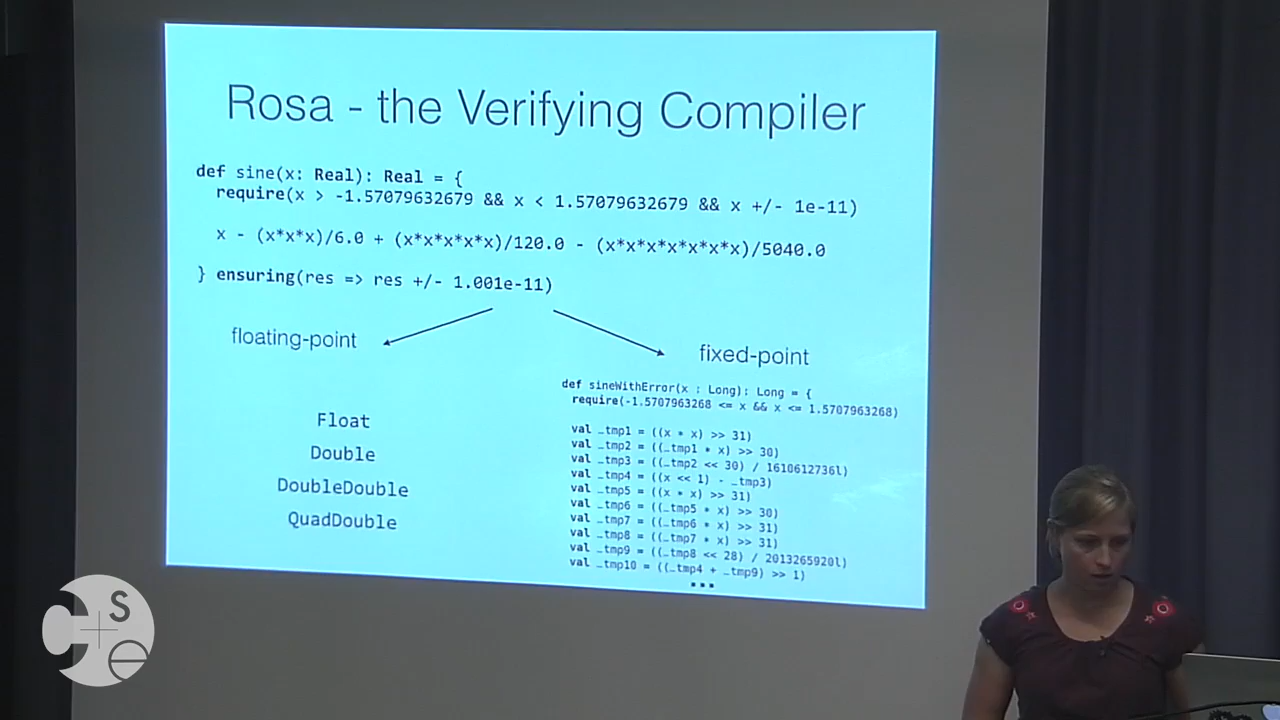 Rosa - the Verifying Compiler
def sine(x: Real): Real = {
require(x > -1.57079632679 && x < 1.57079632679 && x +/- 1e-11)
x - (x*x*x)/6.0 + (x*x*x*x*x)/120.0 - (x*x*x*x*x*x*x)/5040.0
} ensuring(res => res +/- 1.001e-11)
floating-point
Float
Double
DoubleDouble
QuadDouble
fixed-point
def sineWithError(x : Long): Long = {
require(-1.5707963268 <= x && x <= 1.5707963268)
val _tmp1 = ((x * x) >> 31)
val _tmp2 = ((_tmp1 * x) >> 30)
val _tmp3 = ((_tmp2 << 30) / 1610612736l)
val _tmp4 = ((x << 1) - _tmp3)
val _tmp5 = ((x * x) >> 31)
val _tmp6 = ((_tmp5 * x) >> 30)
val _tmp7 = ((_tmp6 * x) >> 31)
val _tmp8 = ((_tmp7 * x) >> 31)
val _tmp9 = ((_tmp8 << 28) / 2013265920l)
val _tmp10 = ((_tmp4 + _tmp9) >> 1)
...
C+se